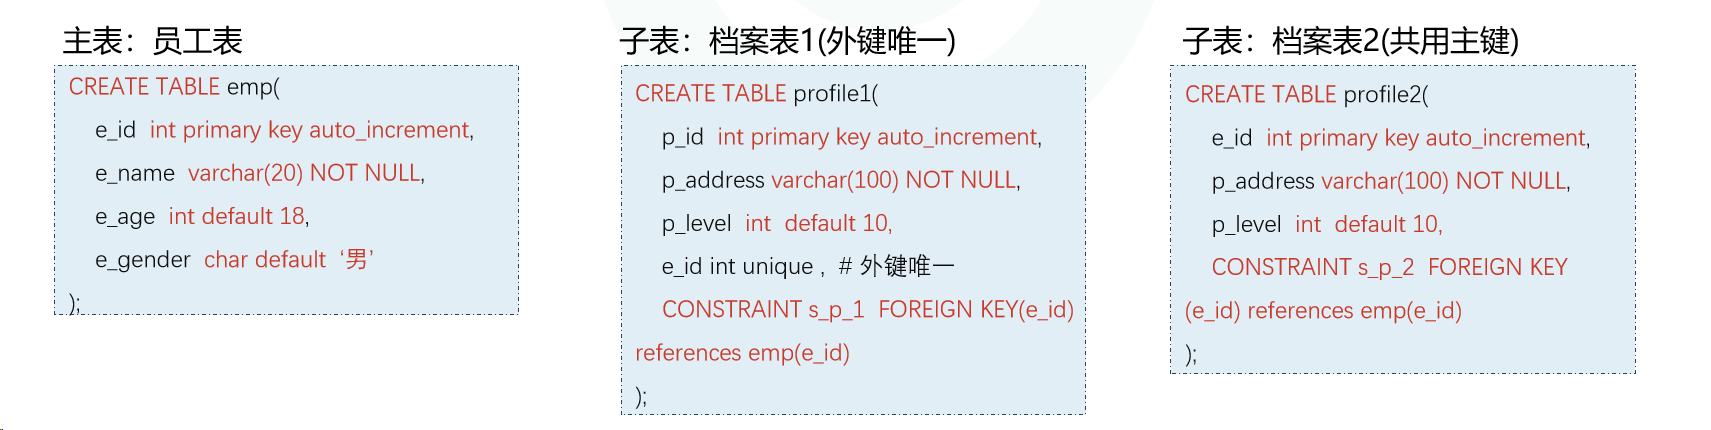 主表：员工表
CREATE TABLE emp(
e_id  int primary key auto_increment,
e_name  varchar(20) NOT NULL,
e_age  int default 18,
e_gender  char default  ‘男’
);
子表：档案表1(外键唯一)
CREATE TABLE profile1(
p_id  int primary key auto_increment,
p_address varchar(100) NOT NULL,
p_level  int  default 10,
e_id int unique ,  # 外键唯一
CONSTRAINT s_p_1  FOREIGN KEY(e_id)
references emp(e_id)
);
子表：档案表2(共用主键)
CREATE TABLE profile2(
e_id  int primary key auto_increment,
p_address varchar(100) NOT NULL,
p_level  int  default 10,
CONSTRAINT s_p_2  FOREIGN KEY
(e_id) references emp(e_id)
);